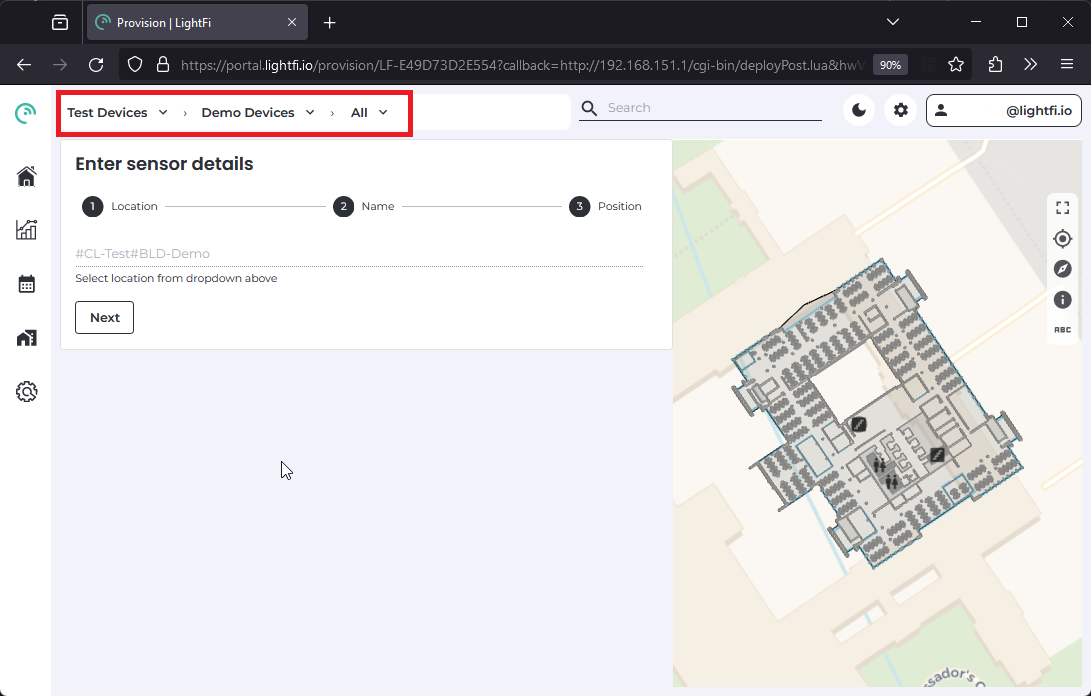 Provision | LightFi
https://portal.lightfi.io/provision/LF-E49D73D2E554?callback=http://192.168.151.1/cgi-bin/deployPost.lua&hwV
90%
Test Devices › Demo Devices › All
Search
@lightfi.io
Enter sensor details
1 Location 2 Name 3 Position
#CL-Test#BLD-Demo
Select location from dropdown above
Next
ABC